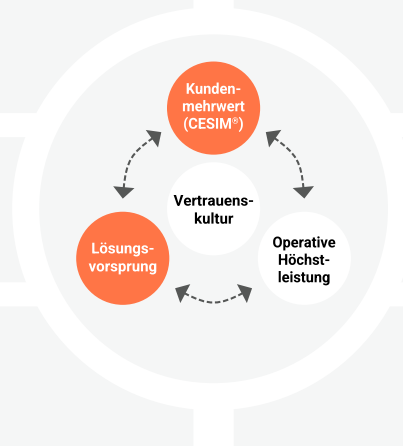 Kunden-
mehrwert
(CESIM®)
Vertrauens-
kultur
Lösungs-
vorsprung
Operative
Höchst-
leistung